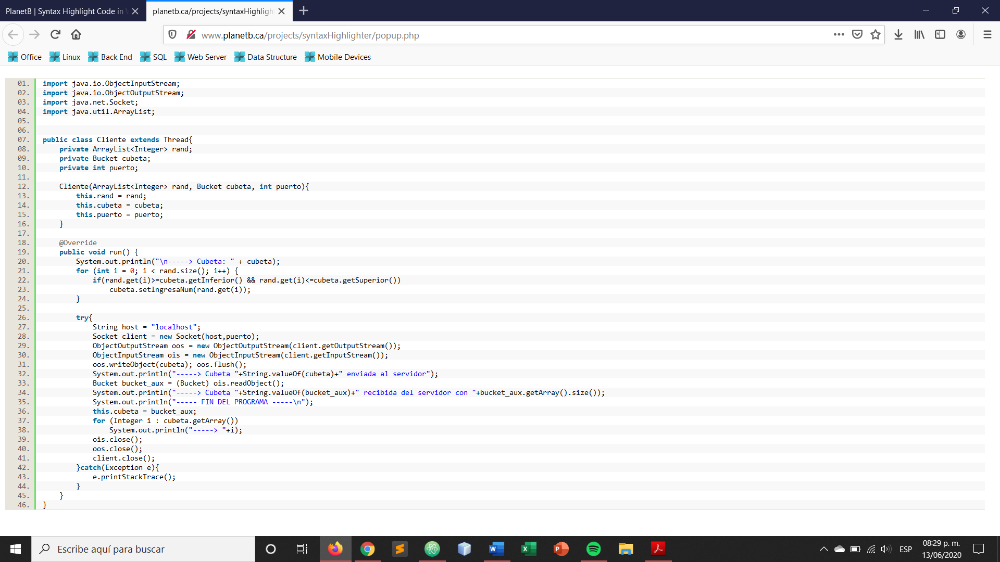 PlanetB | Syntax Highlight Code in
planetb.ca/projects/syntaxHighligh
www.planetb.ca/projects/syntaxHighlighter/popup.php
Office Linux Back End SQL Web Server Data Structure Mobile Devices
01. import java.io.ObjectInputStream;
02. import java.io.ObjectOutputStream;
03. import java.net.Socket;
04. import java.util.ArrayList;
05.
06.
07. public class Cliente extends Thread{
08.     private ArrayList<Integer> rand;
09.     private Bucket cubeta;
10.     private int puerto;
11.
12.     Cliente(ArrayList<Integer> rand, Bucket cubeta, int puerto){
13.         this.rand = rand;
14.         this.cubeta = cubeta;
15.         this.puerto = puerto;
16.     }
17.
18.     @Override
19.     public void run() {
20.         System.out.println("\n-----> Cubeta: " + cubeta);
21.         for (int i = 0; i < rand.size(); i++) {
22.             if(rand.get(i)>=cubeta.getInferior() && rand.get(i)<=cubeta.getSuperior())
23.                 cubeta.setIngresaNum(rand.get(i));
24.         }
25.
26.         try{
27.             String host = "localhost";
28.             Socket client = new Socket(host,puerto);
29.             ObjectOutputStream oos = new ObjectOutputStream(client.getOutputStream());
30.             ObjectInputStream ois = new ObjectInputStream(client.getInputStream());
31.             oos.writeObject(cubeta); oos.flush();
32.             System.out.println("-----> Cubeta "+String.valueOf(cubeta)+" enviada al servidor");
33.             Bucket bucket_aux = (Bucket) ois.readObject();
34.             System.out.println("-----> Cubeta "+String.valueOf(bucket_aux)+" recibida del servidor con "+bucket_aux.getArray().size());
35.             System.out.println("----- FIN DEL PROGRAMA -----\n");
36.             this.cubeta = bucket_aux;
37.             for (Integer i : cubeta.getArray())
38.                 System.out.println("-----> "+i);
39.             ois.close();
40.             oos.close();
41.             client.close();
42.         }catch(Exception e){
43.             e.printStackTrace();
44.         }
45.     }
46. }
Escribe aquí para buscar
ESP
08:29 p. m.
13/06/2020